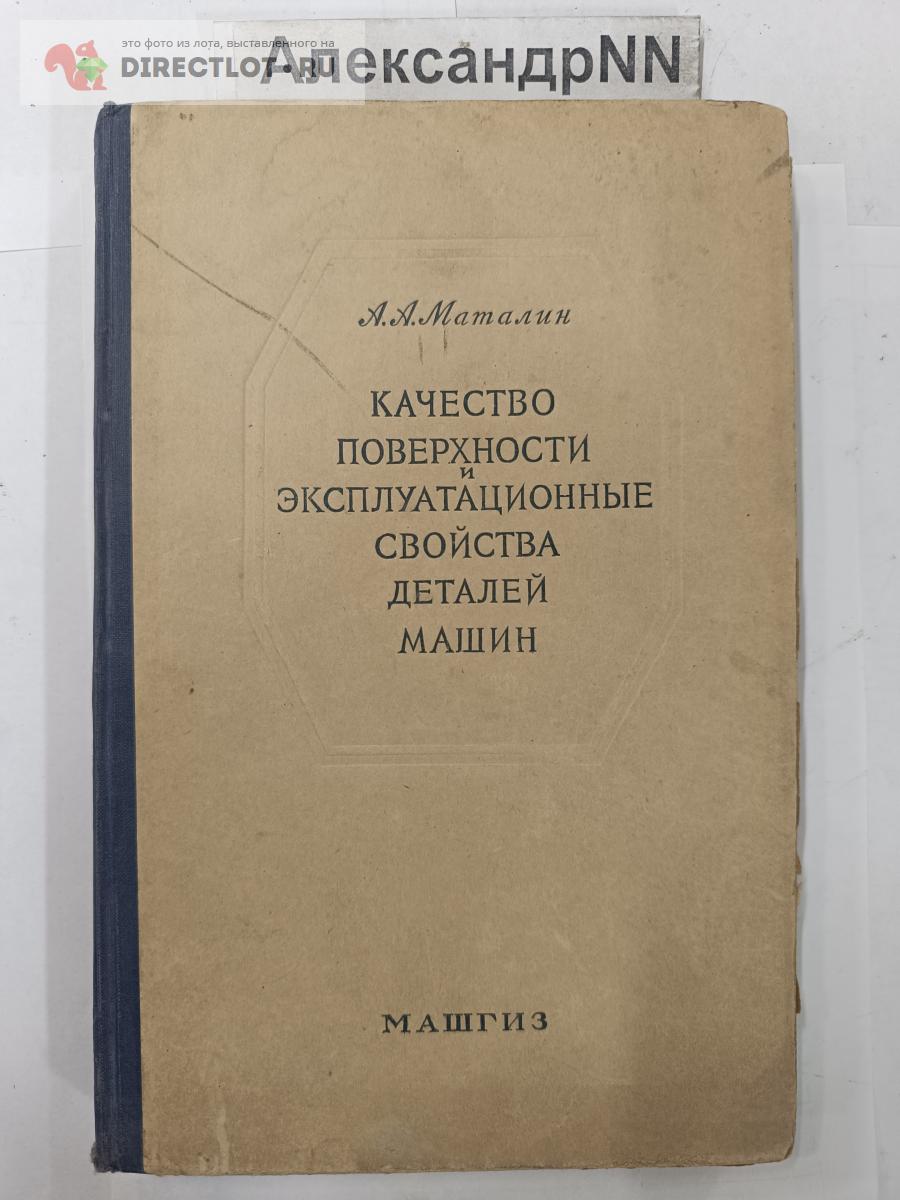 это фото из лота, выставленного на
DIRECTLOT.RU
АлександрNN
А.А.Маталин
КАЧЕСТВО
ПОВЕРХНОСТИ
и
ЭКСПЛУАТАЦИОННЫЕ
СВОЙСТВА
ДЕТАЛЕЙ
МАШИН
МАШГИЗ